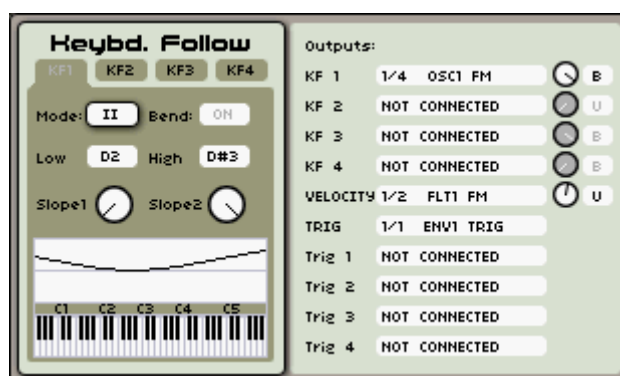 Keybd. Follow
KF1 KF2 KF3 KF4
Mode: II Bend: ON
Low D2 High D#3
Slope1 Slope2
C1 C2 C3 C4 C5
Outputs:
KF 1 1/4 OSC1 FM B
KF 2 NOT CONNECTED U
KF 3 NOT CONNECTED B
KF 4 NOT CONNECTED B
VELOCITY 1/2 FLT1 FM U
TRIG 1/1 ENV1 TRIG
Trig 1 NOT CONNECTED
Trig 2 NOT CONNECTED
Trig 3 NOT CONNECTED
Trig 4 NOT CONNECTED